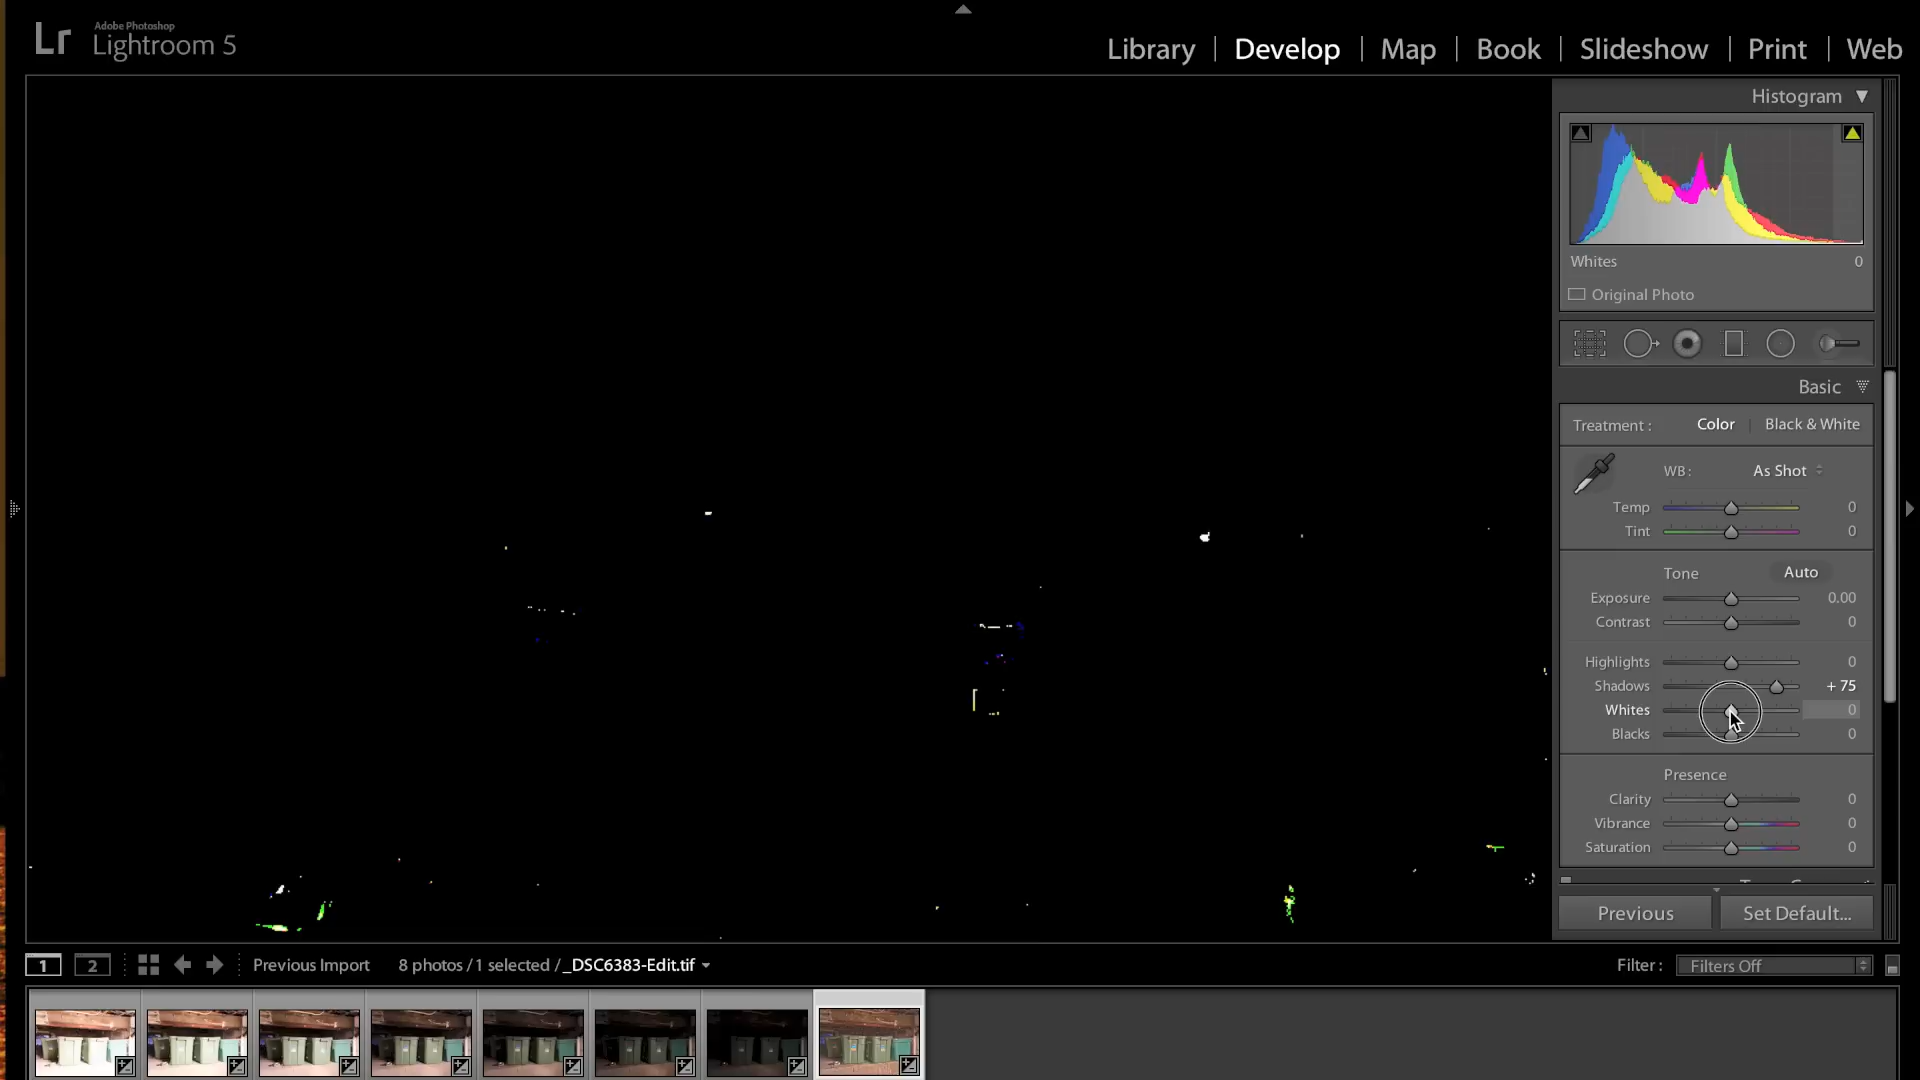 Lr
Adobe Photoshop
Lightroom 5
Library | Develop | Map | Book | Slideshow | Print | Web
Histogram
Whites 0
Original Photo
Basic
Treatment : Color | Black & White
WB : As Shot
Temp 0
Tint 0
Tone Auto
Exposure 0.00
Contrast 0
Highlights 0
Shadows + 75
Whites 0
Blacks 0
Presence
Clarity 0
Vibrance 0
Saturation 0
Previous Set Default...
1 2 Previous Import 8 photos / 1 selected / _DSC6383-Edit.tif Filter : Filters Off